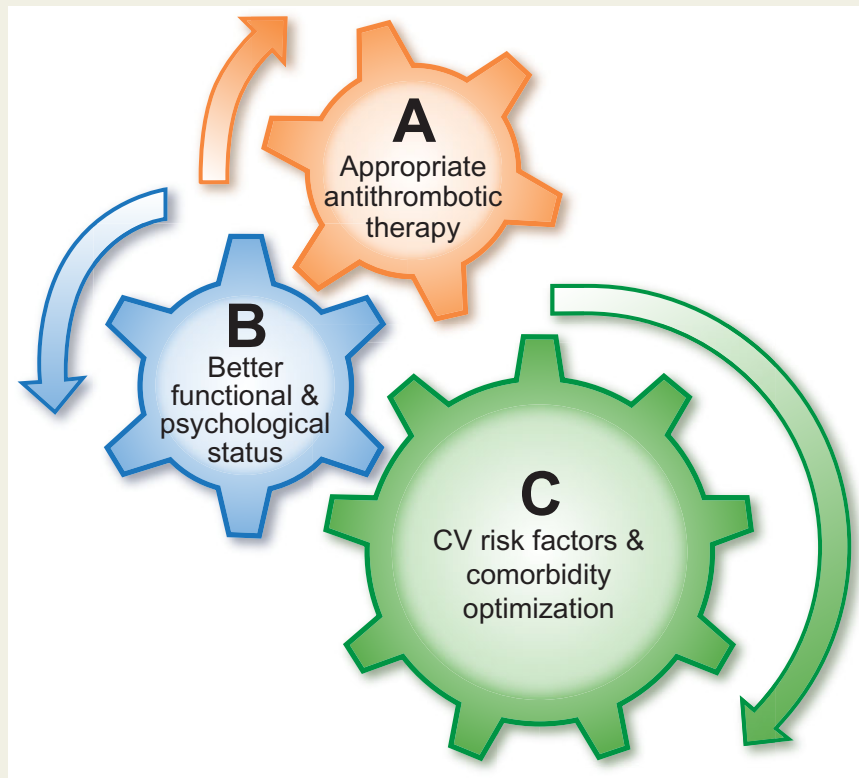 A
Appropriate
antithrombotic
therapy
B
Better
functional &
psychological
status
C
CV risk factors &
comorbidity
optimization